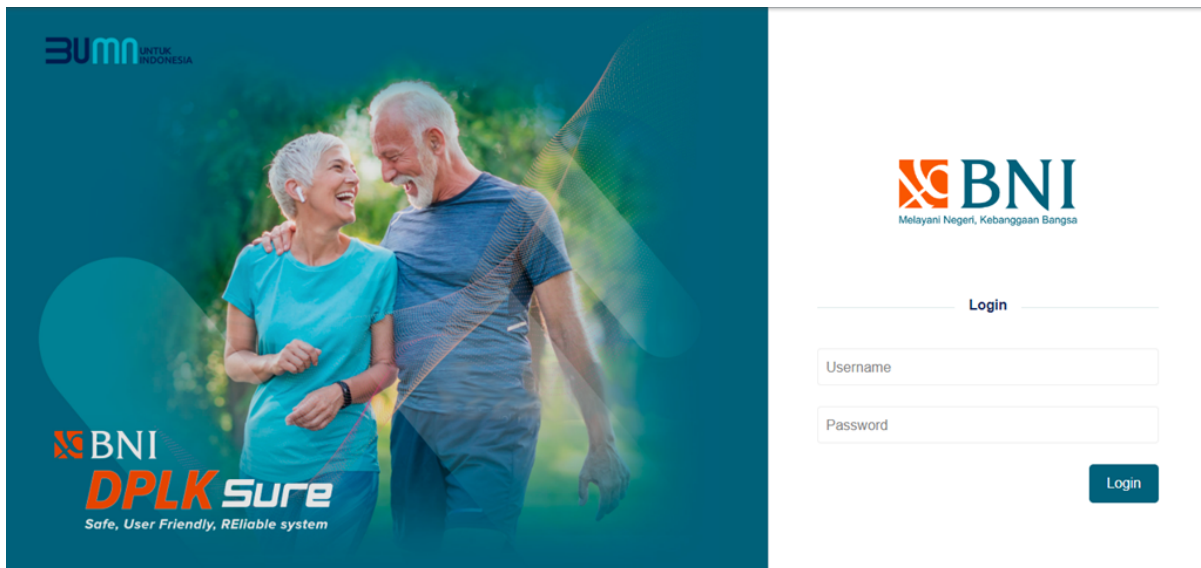 BUMN UNTUK
INDONESIA
BNI
DPLK Sure
Safe, User Friendly, REliable system
BNI
Melayani Negeri, Kebanggaan Bangsa
Login
Username
Password
Login